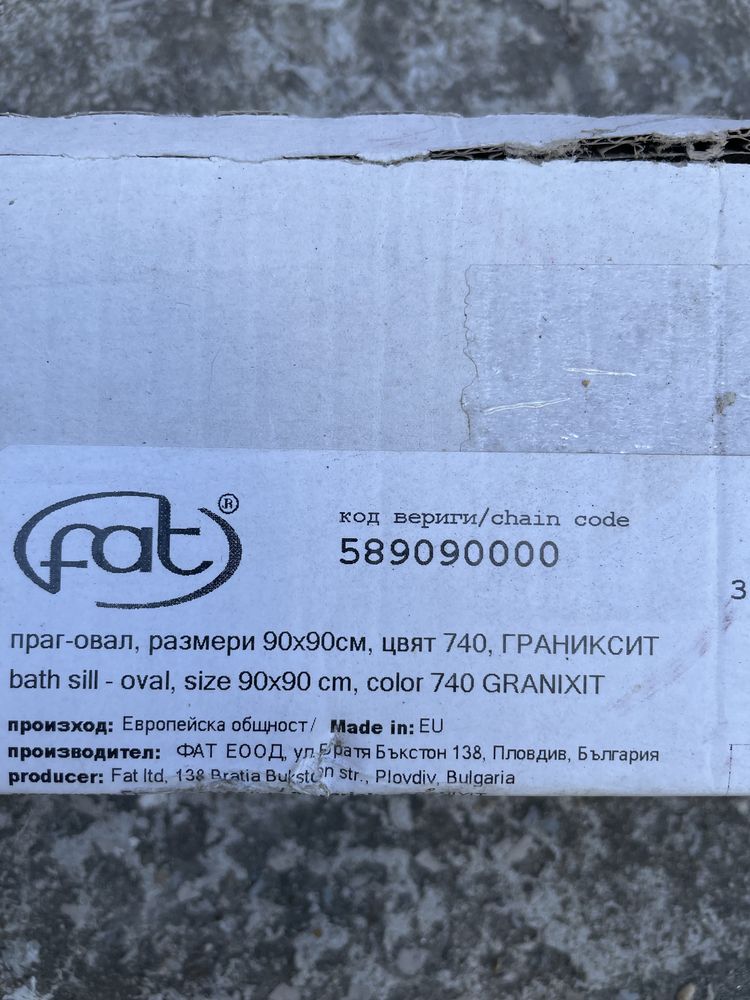 fat ®
код вериги/chain code
589090000
3
праг-овал, размери 90x90см, цвят 740, ГРАНИКСИТ
bath sill - oval, size 90x90 cm, color 740 GRANIXIT
произход: Европейска общност/ Made in: EU
производител: ФАТ ЕООД, ул Братя Бъкстон 138, Пловдив, България
producer: Fat ltd, 138 Bratia Bukston str., Plovdiv, Bulgaria